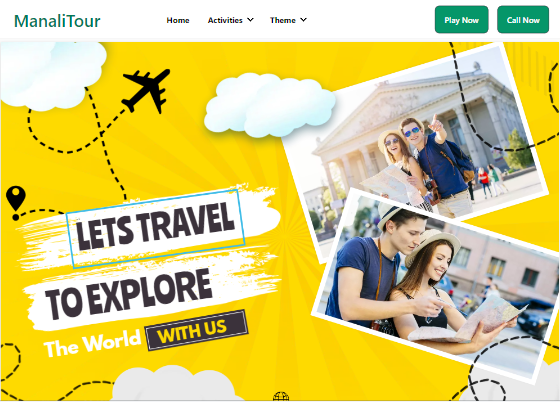 ManaliTour
Home Activities Theme
Play Now Call Now
LETS TRAVEL
TO EXPLORE
The World WITH US